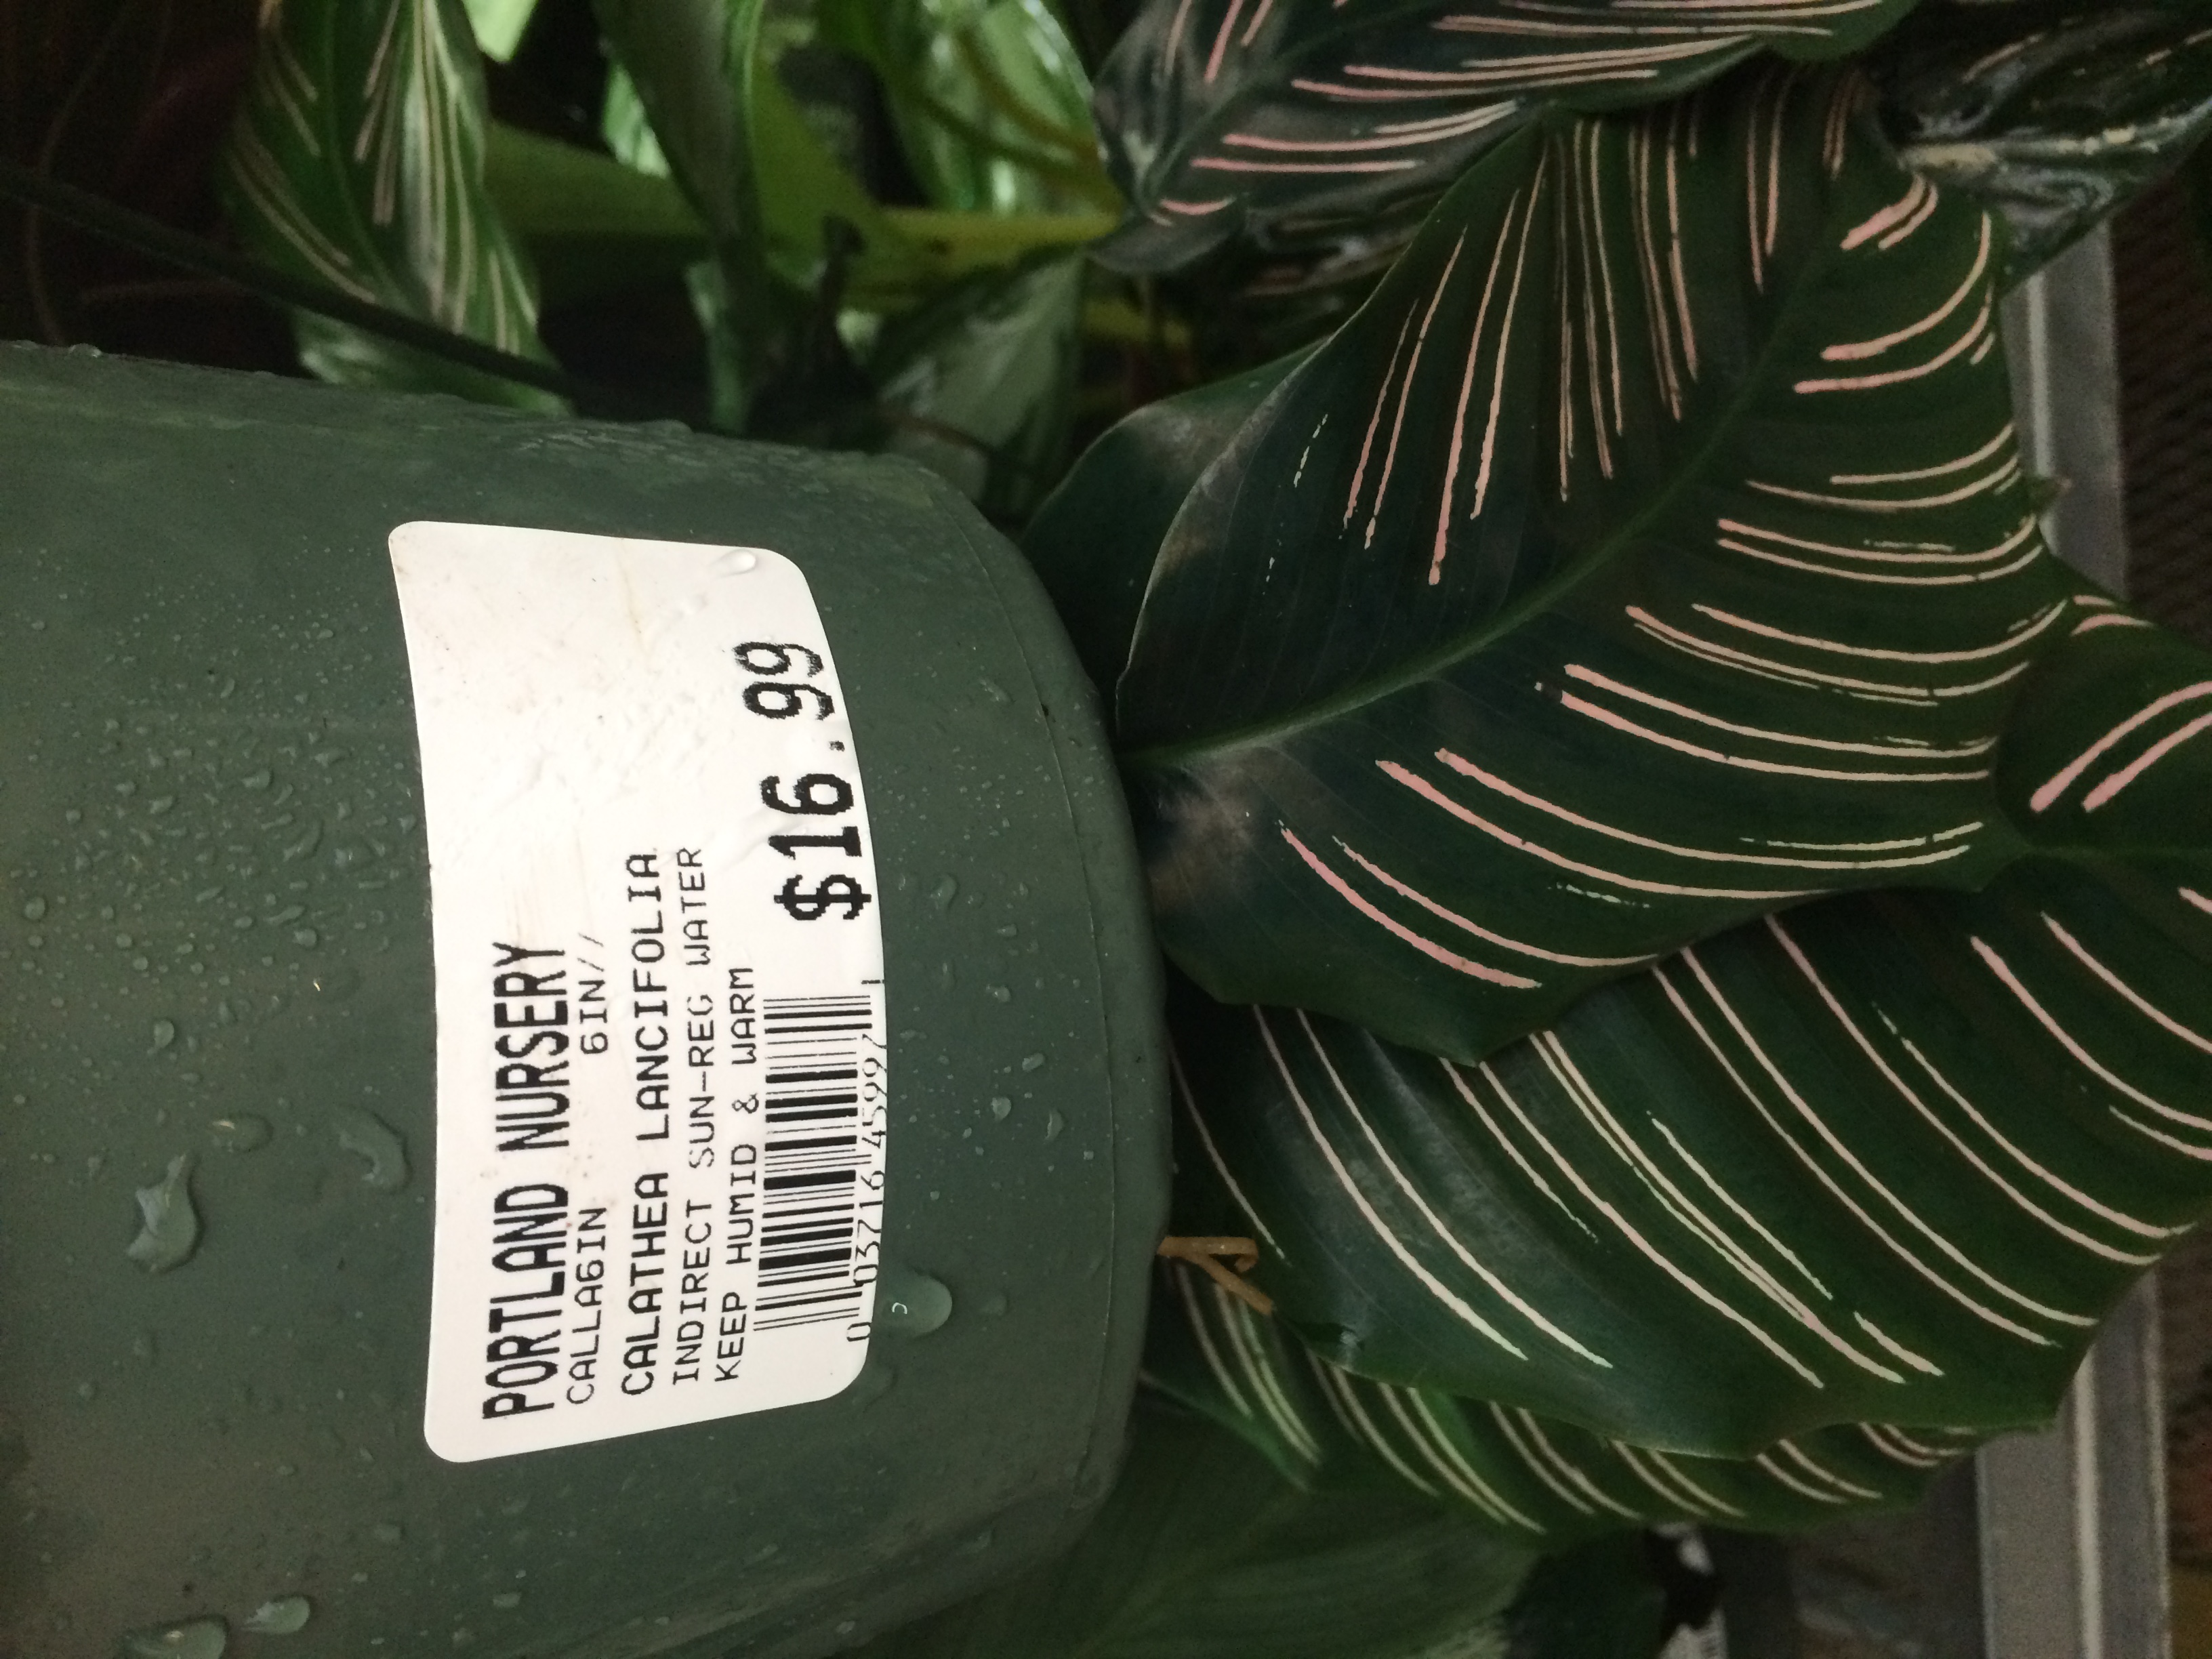 PORTLAND NURSERY
CALLA6IN 6IN//
CALATHEA LANCIFOLIA
INDIRECT SUN-REG WATER
KEEP HUMID & WARM
$16.99
0 03716 45997 1